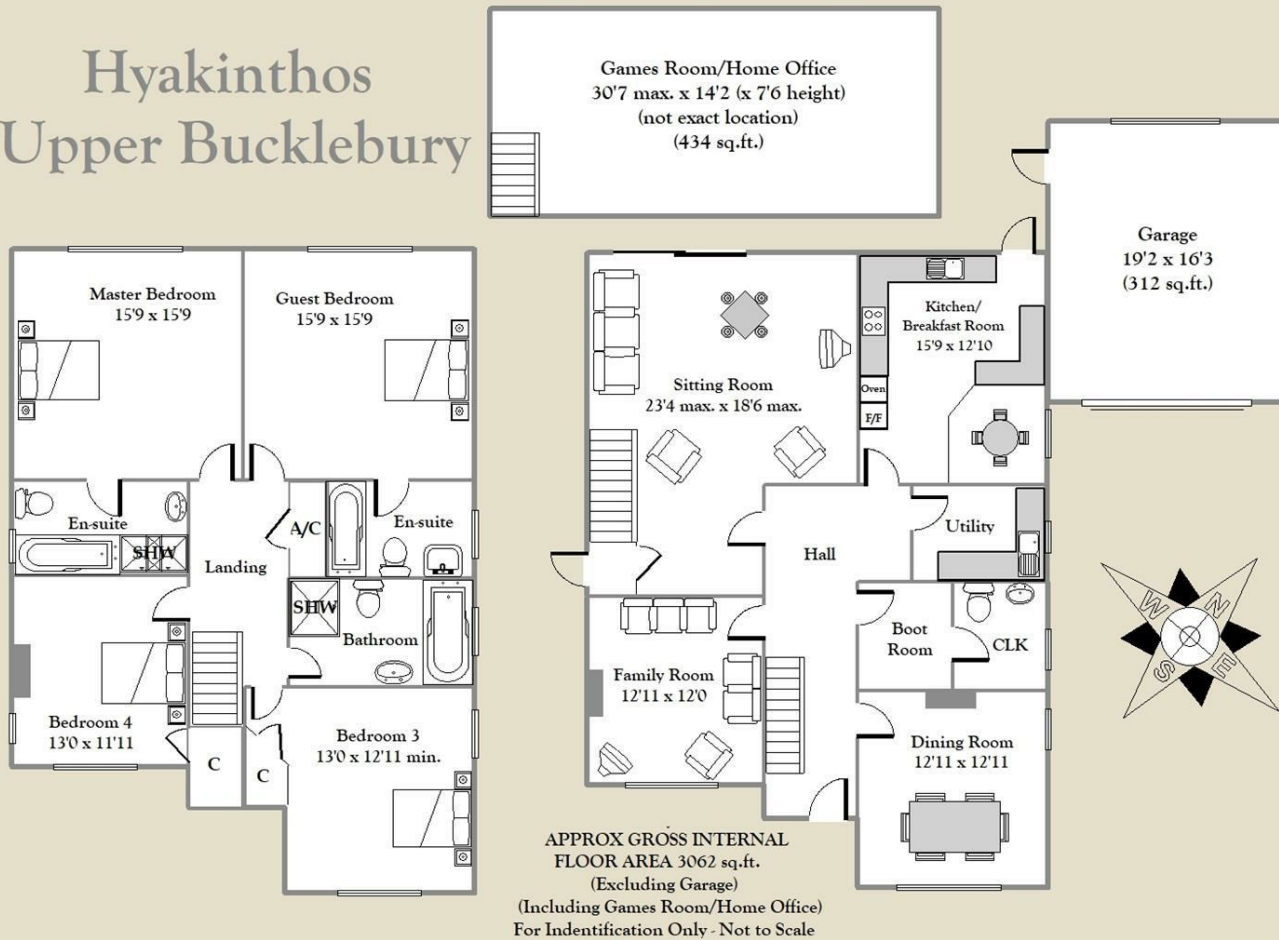 Hyakinthos
Upper Bucklebury
Games Room/Home Office
30'7 max. x 14'2 (x 7'6 height)
(not exact location)
(434 sq.ft.)
Garage
19'2 x 16'3
(312 sq.ft.)
Master Bedroom
15'9 x 15'9
Guest Bedroom
15'9 x 15'9
En-suite
SHW
A/C
En-suite
Landing
SHW
Bathroom
Bedroom 4
13'0 x 11'11
C
C
Bedroom 3
13'0 x 12'11 min.
Sitting Room
23'4 max. x 18'6 max.
Kitchen/
Breakfast Room
15'9 x 12'10
Oven
F/F
Utility
Hall
Boot
Room
CLK
Family Room
12'11 x 12'0
Dining Room
12'11 x 12'11
W
N
S
E
APPROX GROSS INTERNAL
FLOOR AREA 3062 sq.ft.
(Excluding Garage)
(Including Games Room/Home Office)
For Indentification Only - Not to Scale